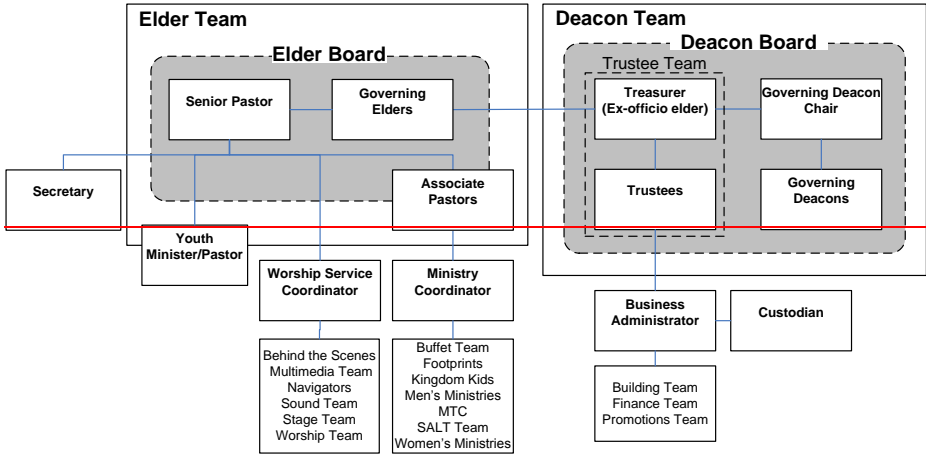 Elder Team
Elder Board
Senior Pastor
Governing
Elders
Secretary
Youth
Minister/Pastor
Associate
Pastors
Worship Service
Coordinator
Ministry
Coordinator
Behind the Scenes
Multimedia Team
Navigators
Sound Team
Stage Team
Worship Team
Buffet Team
Footprints
Kingdom Kids
Men's Ministries
MTC
SALT Team
Women's Ministries
Deacon Team
Deacon Board
Trustee Team
Treasurer
(Ex-officio elder)
Governing Deacon
Chair
Trustees
Governing
Deacons
Business
Administrator
Custodian
Building Team
Finance Team
Promotions Team